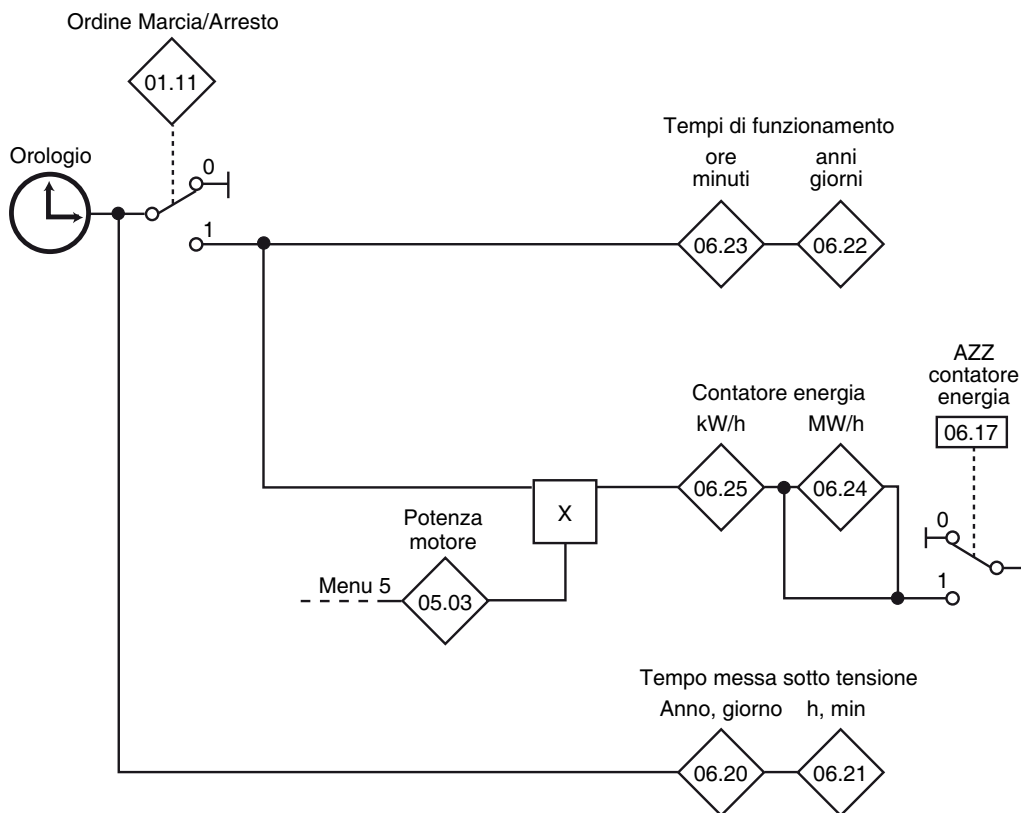 Ordine Marcia/Arresto
01.11
Orologio
0
1
Tempi di funzionamento
ore
minuti
anni
giorni
06.23
06.22
AZZ
contatore
energia
06.17
Contatore energia
kW/h
MW/h
06.25
06.24
X
0
1
Potenza
motore
Menu 5
05.03
Tempo messa sotto tensione
Anno, giorno
h, min
06.20
06.21